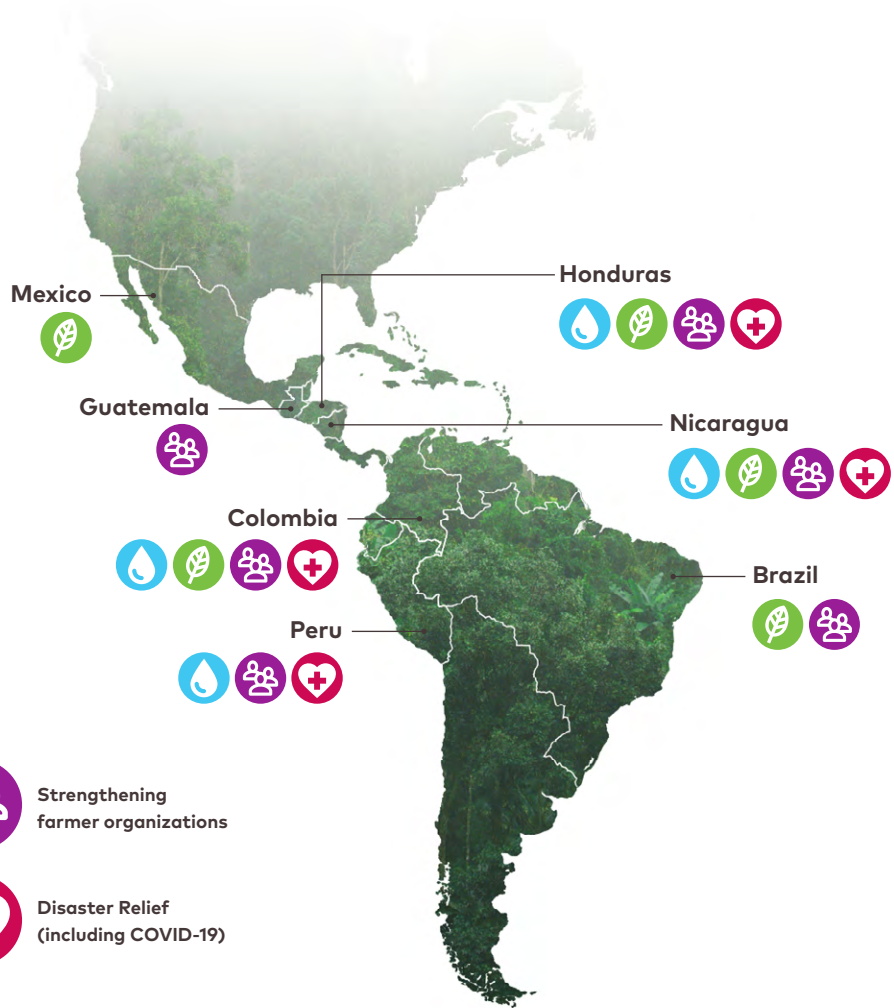 Honduras
Mexico
Guatemala
Nicaragua
Colombia
Brazil
Peru
Strengthening
farmer organizations
Disaster Relief
(including COVID-19)